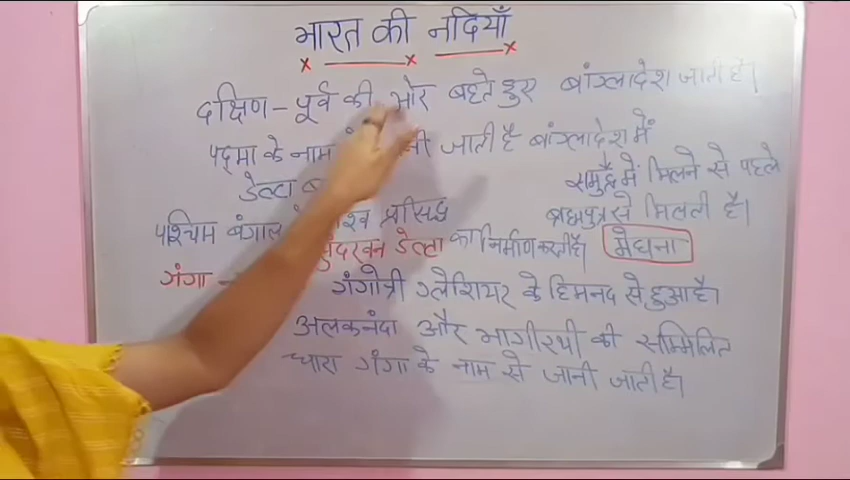 भारत की नदियाँ
दक्षिण - पूर्व की ओर बहते हुए बांग्लादेश जाती है।
पद्मा के नाम जाती है बांग्लादेश में
डेल्टा समुद्र में मिलने से पहले
ब्रह्मपुत्र से मिलती है।
पश्चिम बंगाल प्रसिद्ध
डेल्टा का निर्माण करती है। मेघना
गंगा - गंगोत्री ग्लेशियर के हिमनद से हुआ है।
अलकनंदा और भागीरथी की सम्मिलित
धारा गंगा के नाम से जानी जाती है।